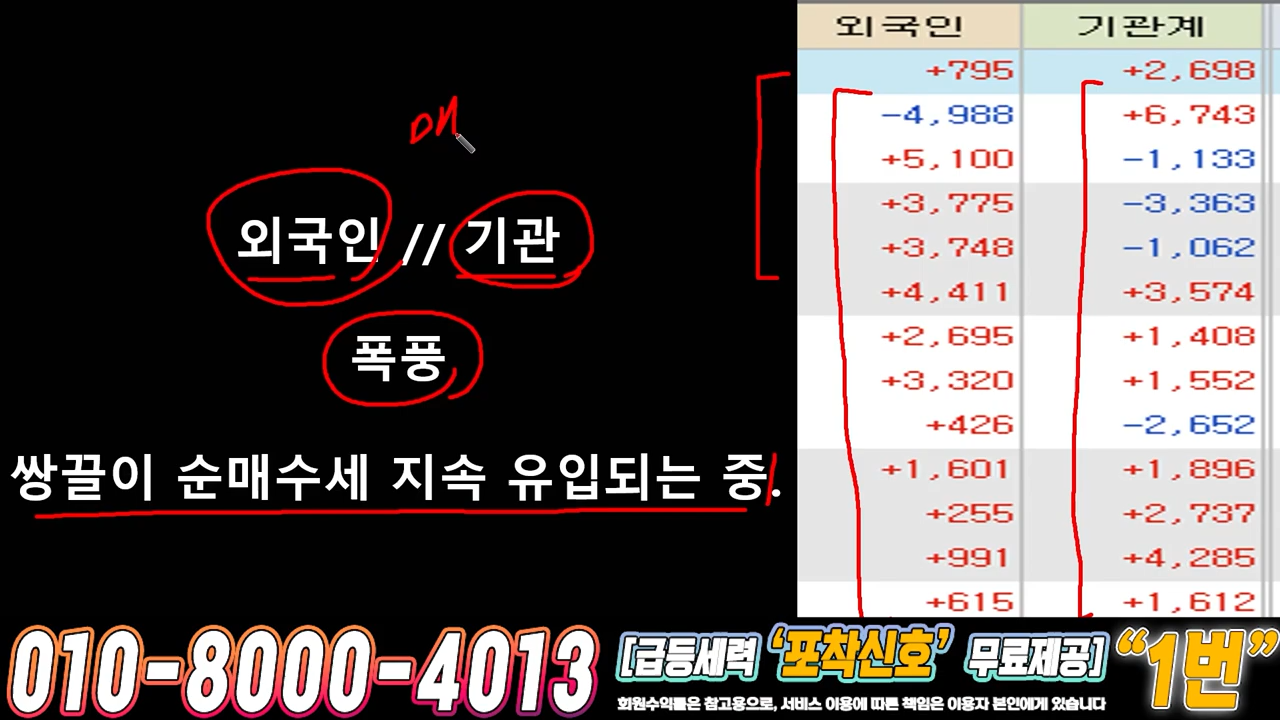 외국인 // 기관
폭풍
쌍끌이 순매수세 지속 유입되는 중.
외국인 기관계
+795 +2,698
-4,988 +6,743
+5,100 -1,133
+3,775 -3,363
+3,748 -1,062
+4,411 +3,574
+2,695 +1,408
+3,320 +1,552
+426 -2,652
+1,601 +1,896
+255 +2,737
+991 +4,285
+615 +1,612
010-8000-4013
[급등세력 '포착신호' 무료제공] "1번"
회원수익률은 참고용으로, 서비스 이용에 따른 책임은 이용자 본인에게 있습니다